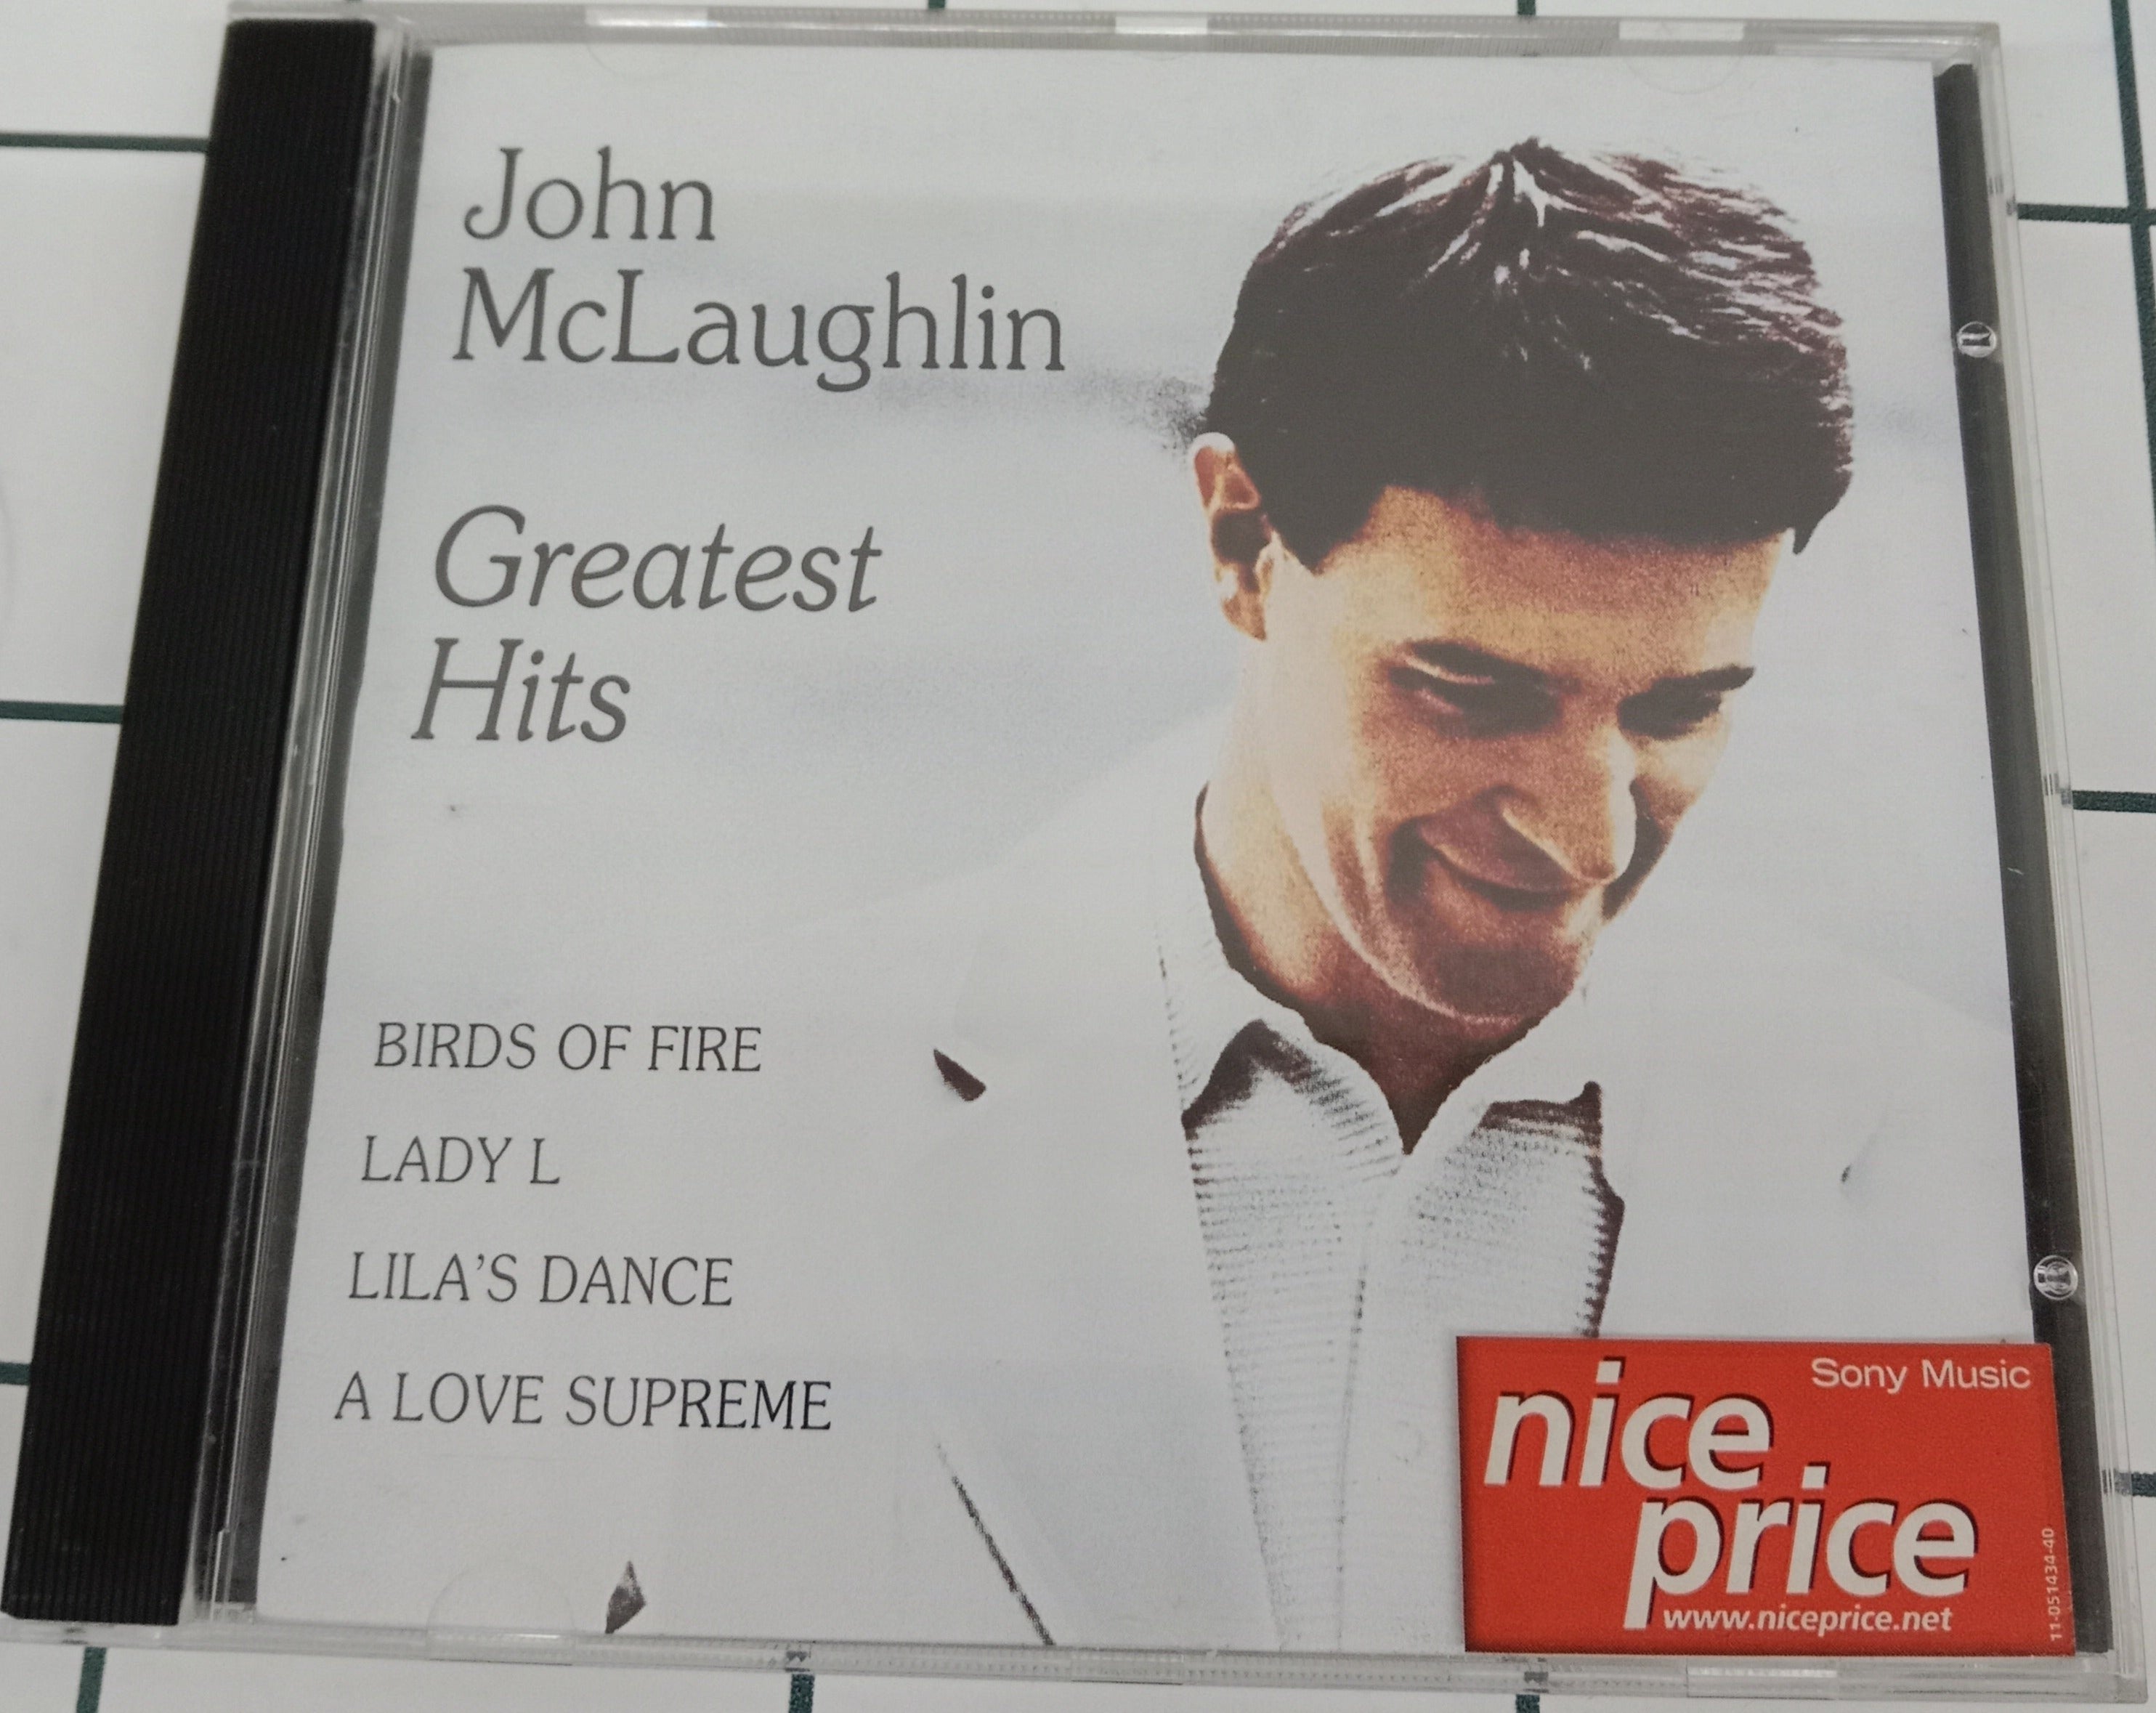 John
McLaughlin
Greatest
Hits
BIRDS OF FIRE
LADY L
LILA'S DANCE
A LOVE SUPREME
Sony Music
nice
price
www.niceprice.net
11-051434-40